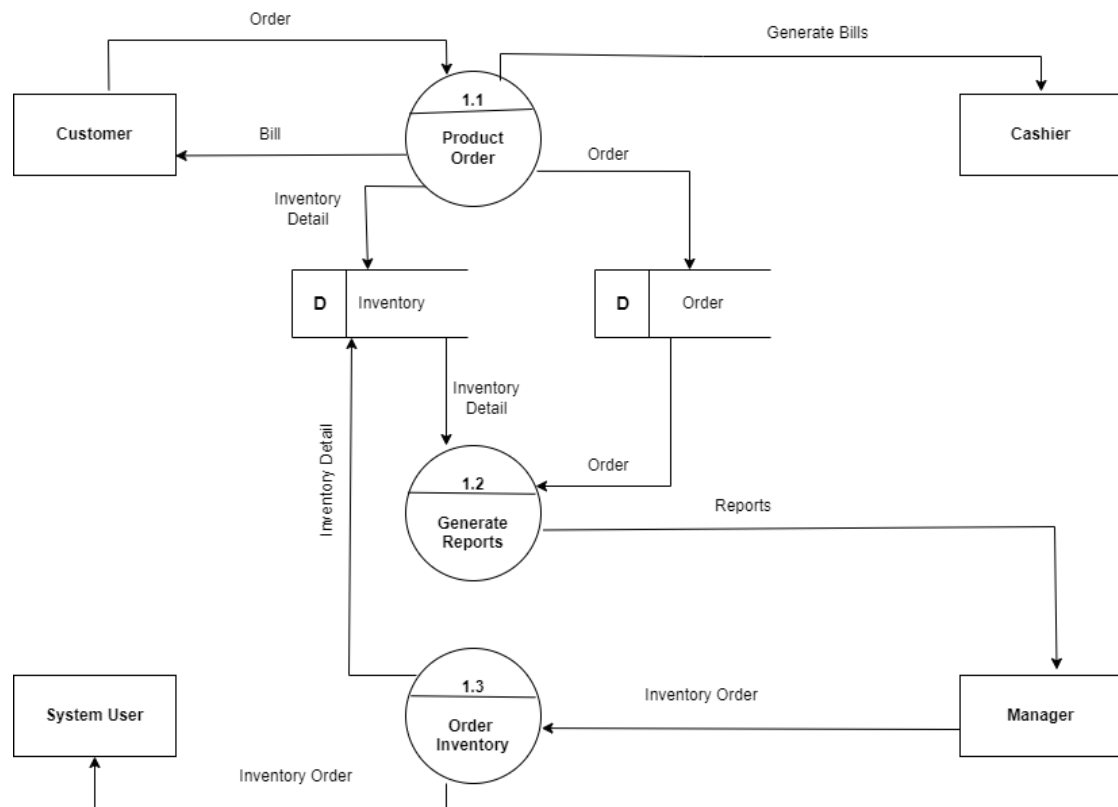 Order
Generate Bills
1.1
Customer
Bill
Product
Order
Cashier
Order
Inventory
Detail
D
Inventory
D
Order
Inventory
Detail
Inventory Detail
Order
1.2
Generate
Reports
Reports
1.3
System User
Order
Inventory
Inventory Order
Manager
Inventory Order